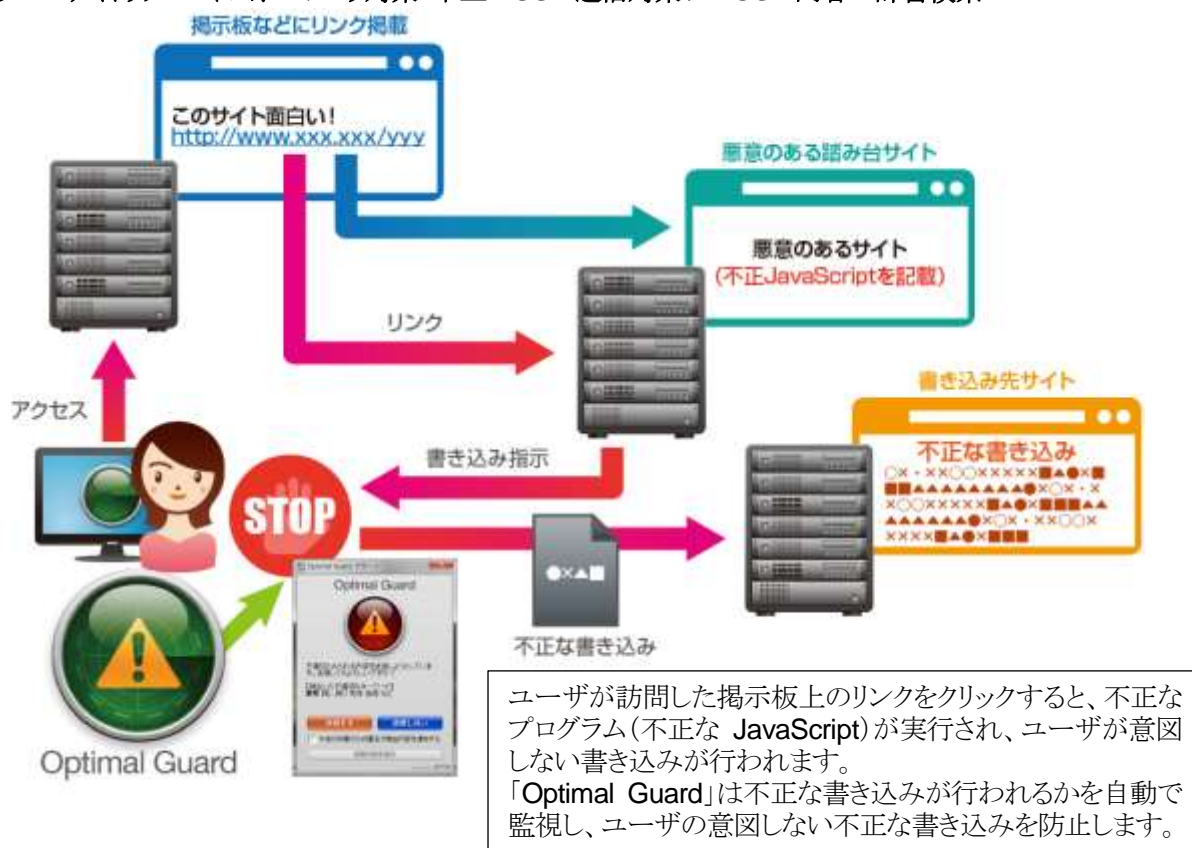 掲示板などにリンク掲載
このサイト面白い!
http://www.xxx.xxx/yyy
悪意のある踏み台サイト
悪意のあるサイト
(不正JavaScriptを記載)
リンク
書き込み先サイト
アクセス
不正な書き込み
○×・××○○×××××■▲●×■
■■▲▲▲▲▲▲▲▲●×○×・×
×○○×××××■▲●×■■■▲▲
▲▲▲▲▲▲●×○×・××○○×
××××■▲●×■■■
書き込み指示
STOP
●×▲■
Optimal Guard
不正な書き込み
Optimal Guard
ユーザが訪問した掲示板上のリンクをクリックすると、不正な
プログラム(不正な JavaScript)が実行され、ユーザが意図
しない書き込みが行われます。
「Optimal Guard」は不正な書き込みが行われるかを自動で
監視し、ユーザの意図しない不正な書き込みを防止します。